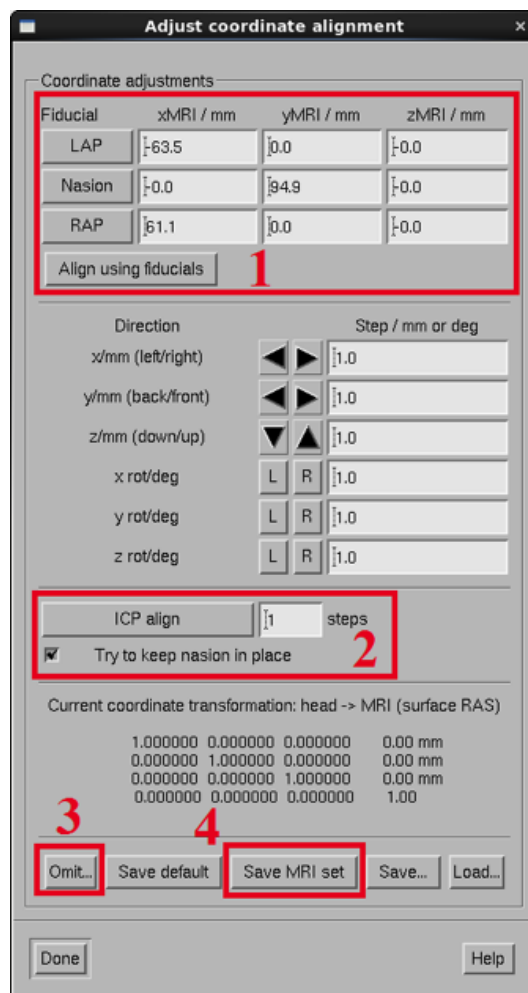 Adjust coordinate alignment ×
Coordinate adjustments
Fiducial xMRI / mm yMRI / mm zMRI / mm
LAP -63.5 0.0 -0.0
Nasion -0.0 94.9 -0.0
RAP 61.1 0.0 -0.0
Align using fiducials 1
Direction Step / mm or deg
x/mm (left/right) 1.0
y/mm (back/front) 1.0
z/mm (down/up) 1.0
x rot/deg L R 1.0
y rot/deg L R 1.0
z rot/deg L R 1.0
ICP align 1 steps
Try to keep nasion in place 2
Current coordinate transformation: head -> MRI (surface RAS)
1.000000 0.000000 0.000000 0.00 mm
0.000000 1.000000 0.000000 0.00 mm
0.000000 0.000000 1.000000 0.00 mm
0.000000 0.000000 0.000000 1.00
3 4
Omit... Save default Save MRI set Save... Load...
Done Help